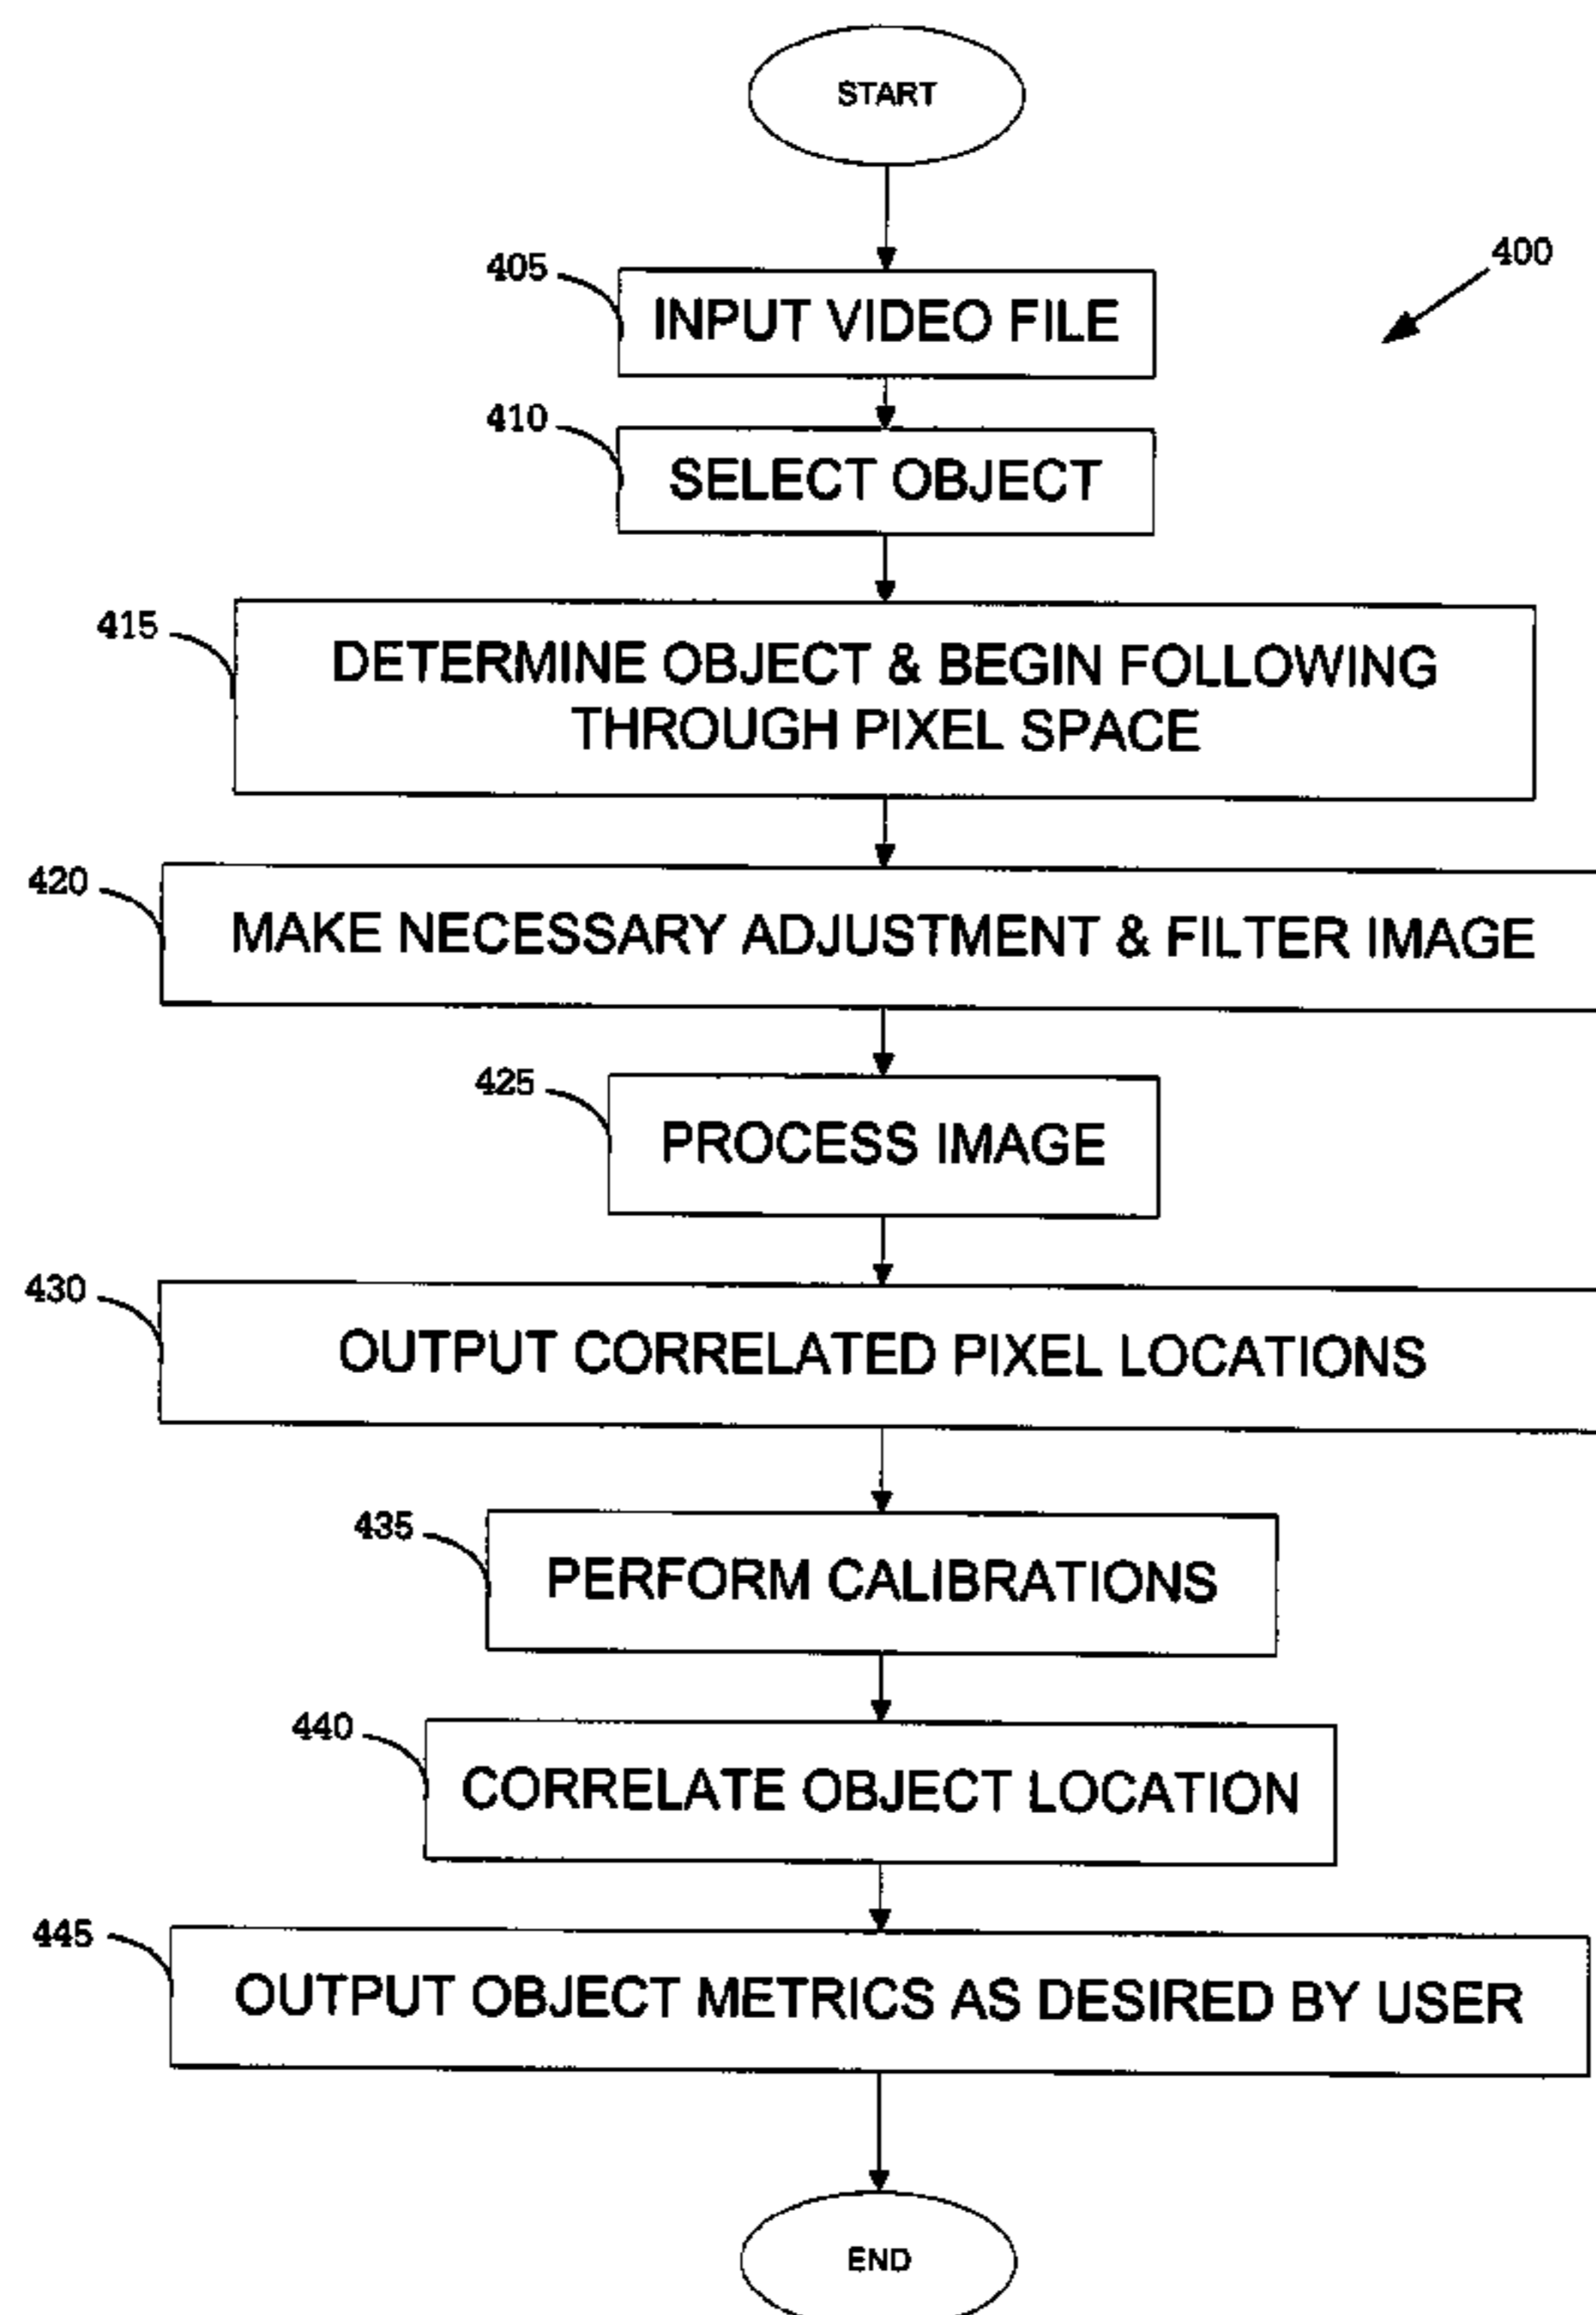 START
400
405
INPUT VIDEO FILE
410
SELECT OBJECT
415
DETERMINE OBJECT & BEGIN FOLLOWING
THROUGH PIXEL SPACE
420
MAKE NECESSARY ADJUSTMENT & FILTER IMAGE
425
PROCESS IMAGE
430
OUTPUT CORRELATED PIXEL LOCATIONS
435
PERFORM CALIBRATIONS
440
CORRELATE OBJECT LOCATION
445
OUTPUT OBJECT METRICS AS DESIRED BY USER
END